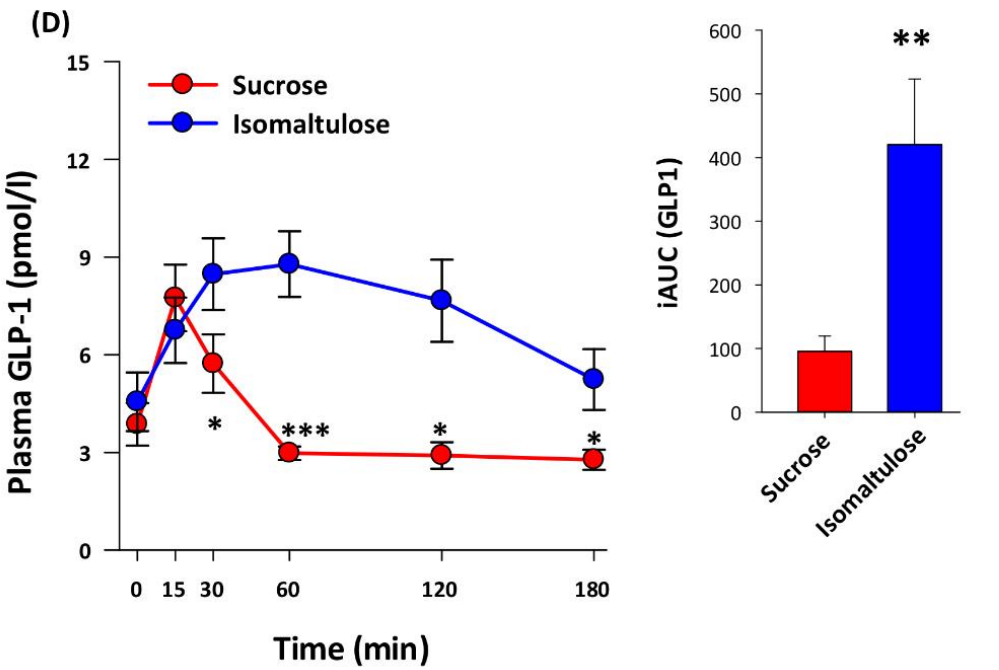 (D)
Plasma GLP-1 (pmol/l)
15
12
9
6
3
0
Sucrose
Isomaltulose
*
***
*
*
0 15 30 60 120 180
Time (min)
iAUC (GLP1)
600
500
400
300
200
100
0
**
Sucrose
Isomaltulose